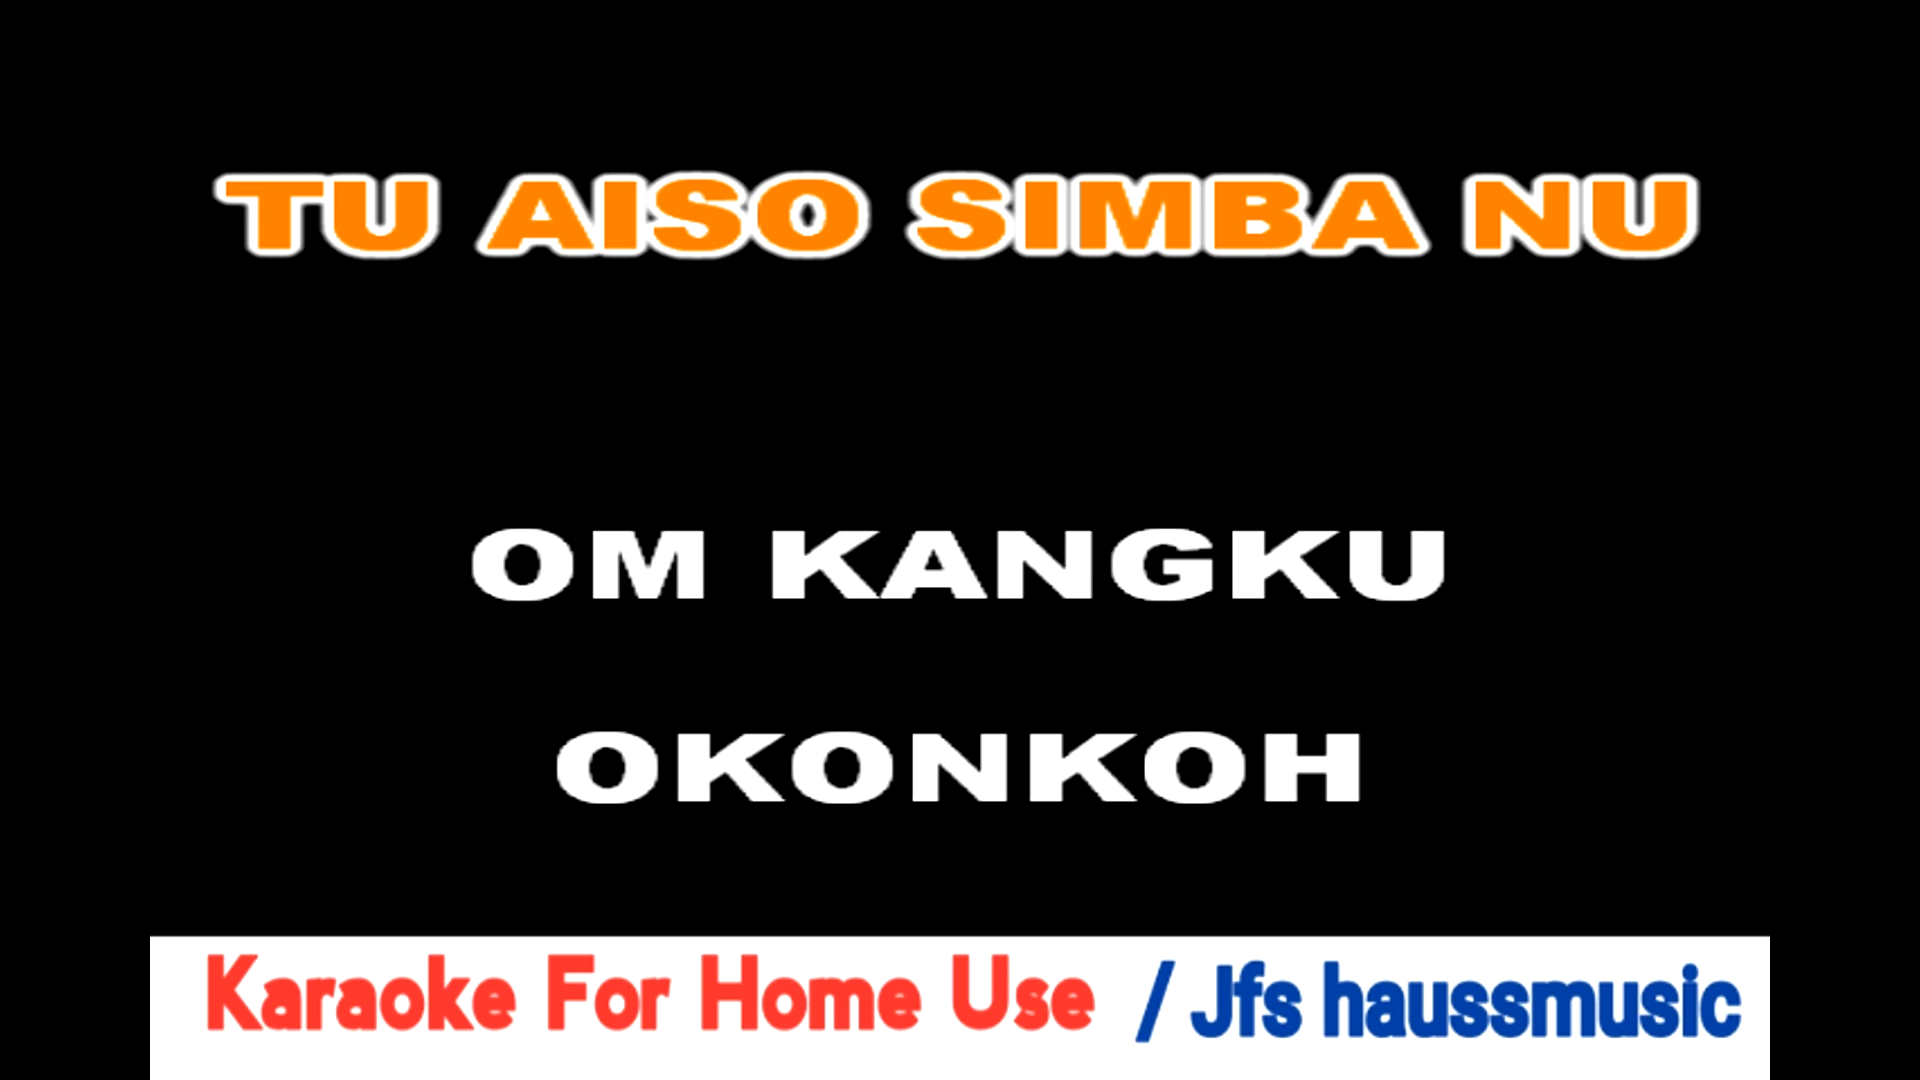 TU AISO SIMBA NU
OM KANGKU
OKONKOH
Karaoke For Home Use / Jfs haussmusic